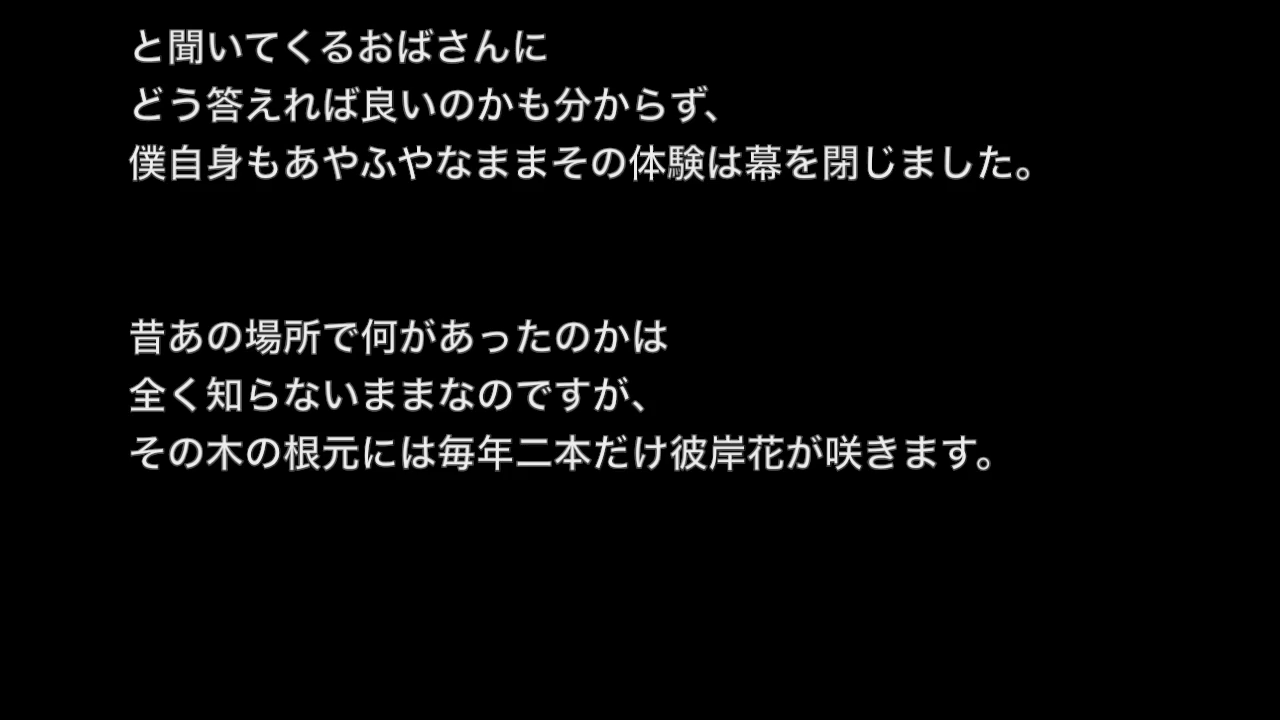 と聞いてくるおばさんに
どう答えれば良いのかも分からず、
僕自身もあやふやなままその体験は幕を閉じました。
昔あの場所で何があったのかは
全く知らないままなのですが、
その木の根元には毎年二本だけ彼岸花が咲きます。